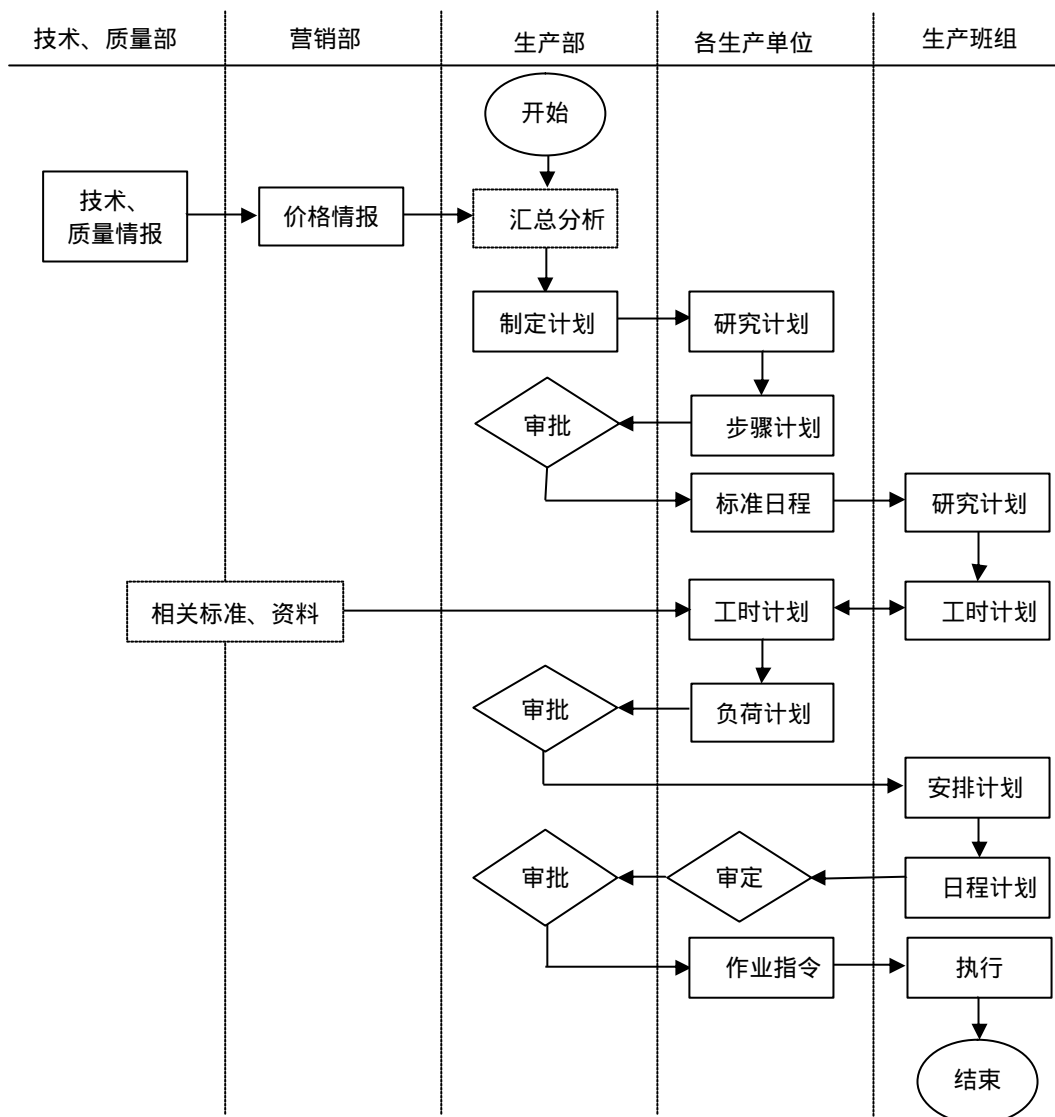 技术、质量部
营销部
生产部
各生产单位
生产班组
开始
技术、
质量情报
价格情报
汇总分析
制定计划
研究计划
审批
步骤计划
标准日程
研究计划
相关标准、资料
工时计划
工时计划
审批
负荷计划
安排计划
审批
审定
日程计划
作业指令
执行
结束